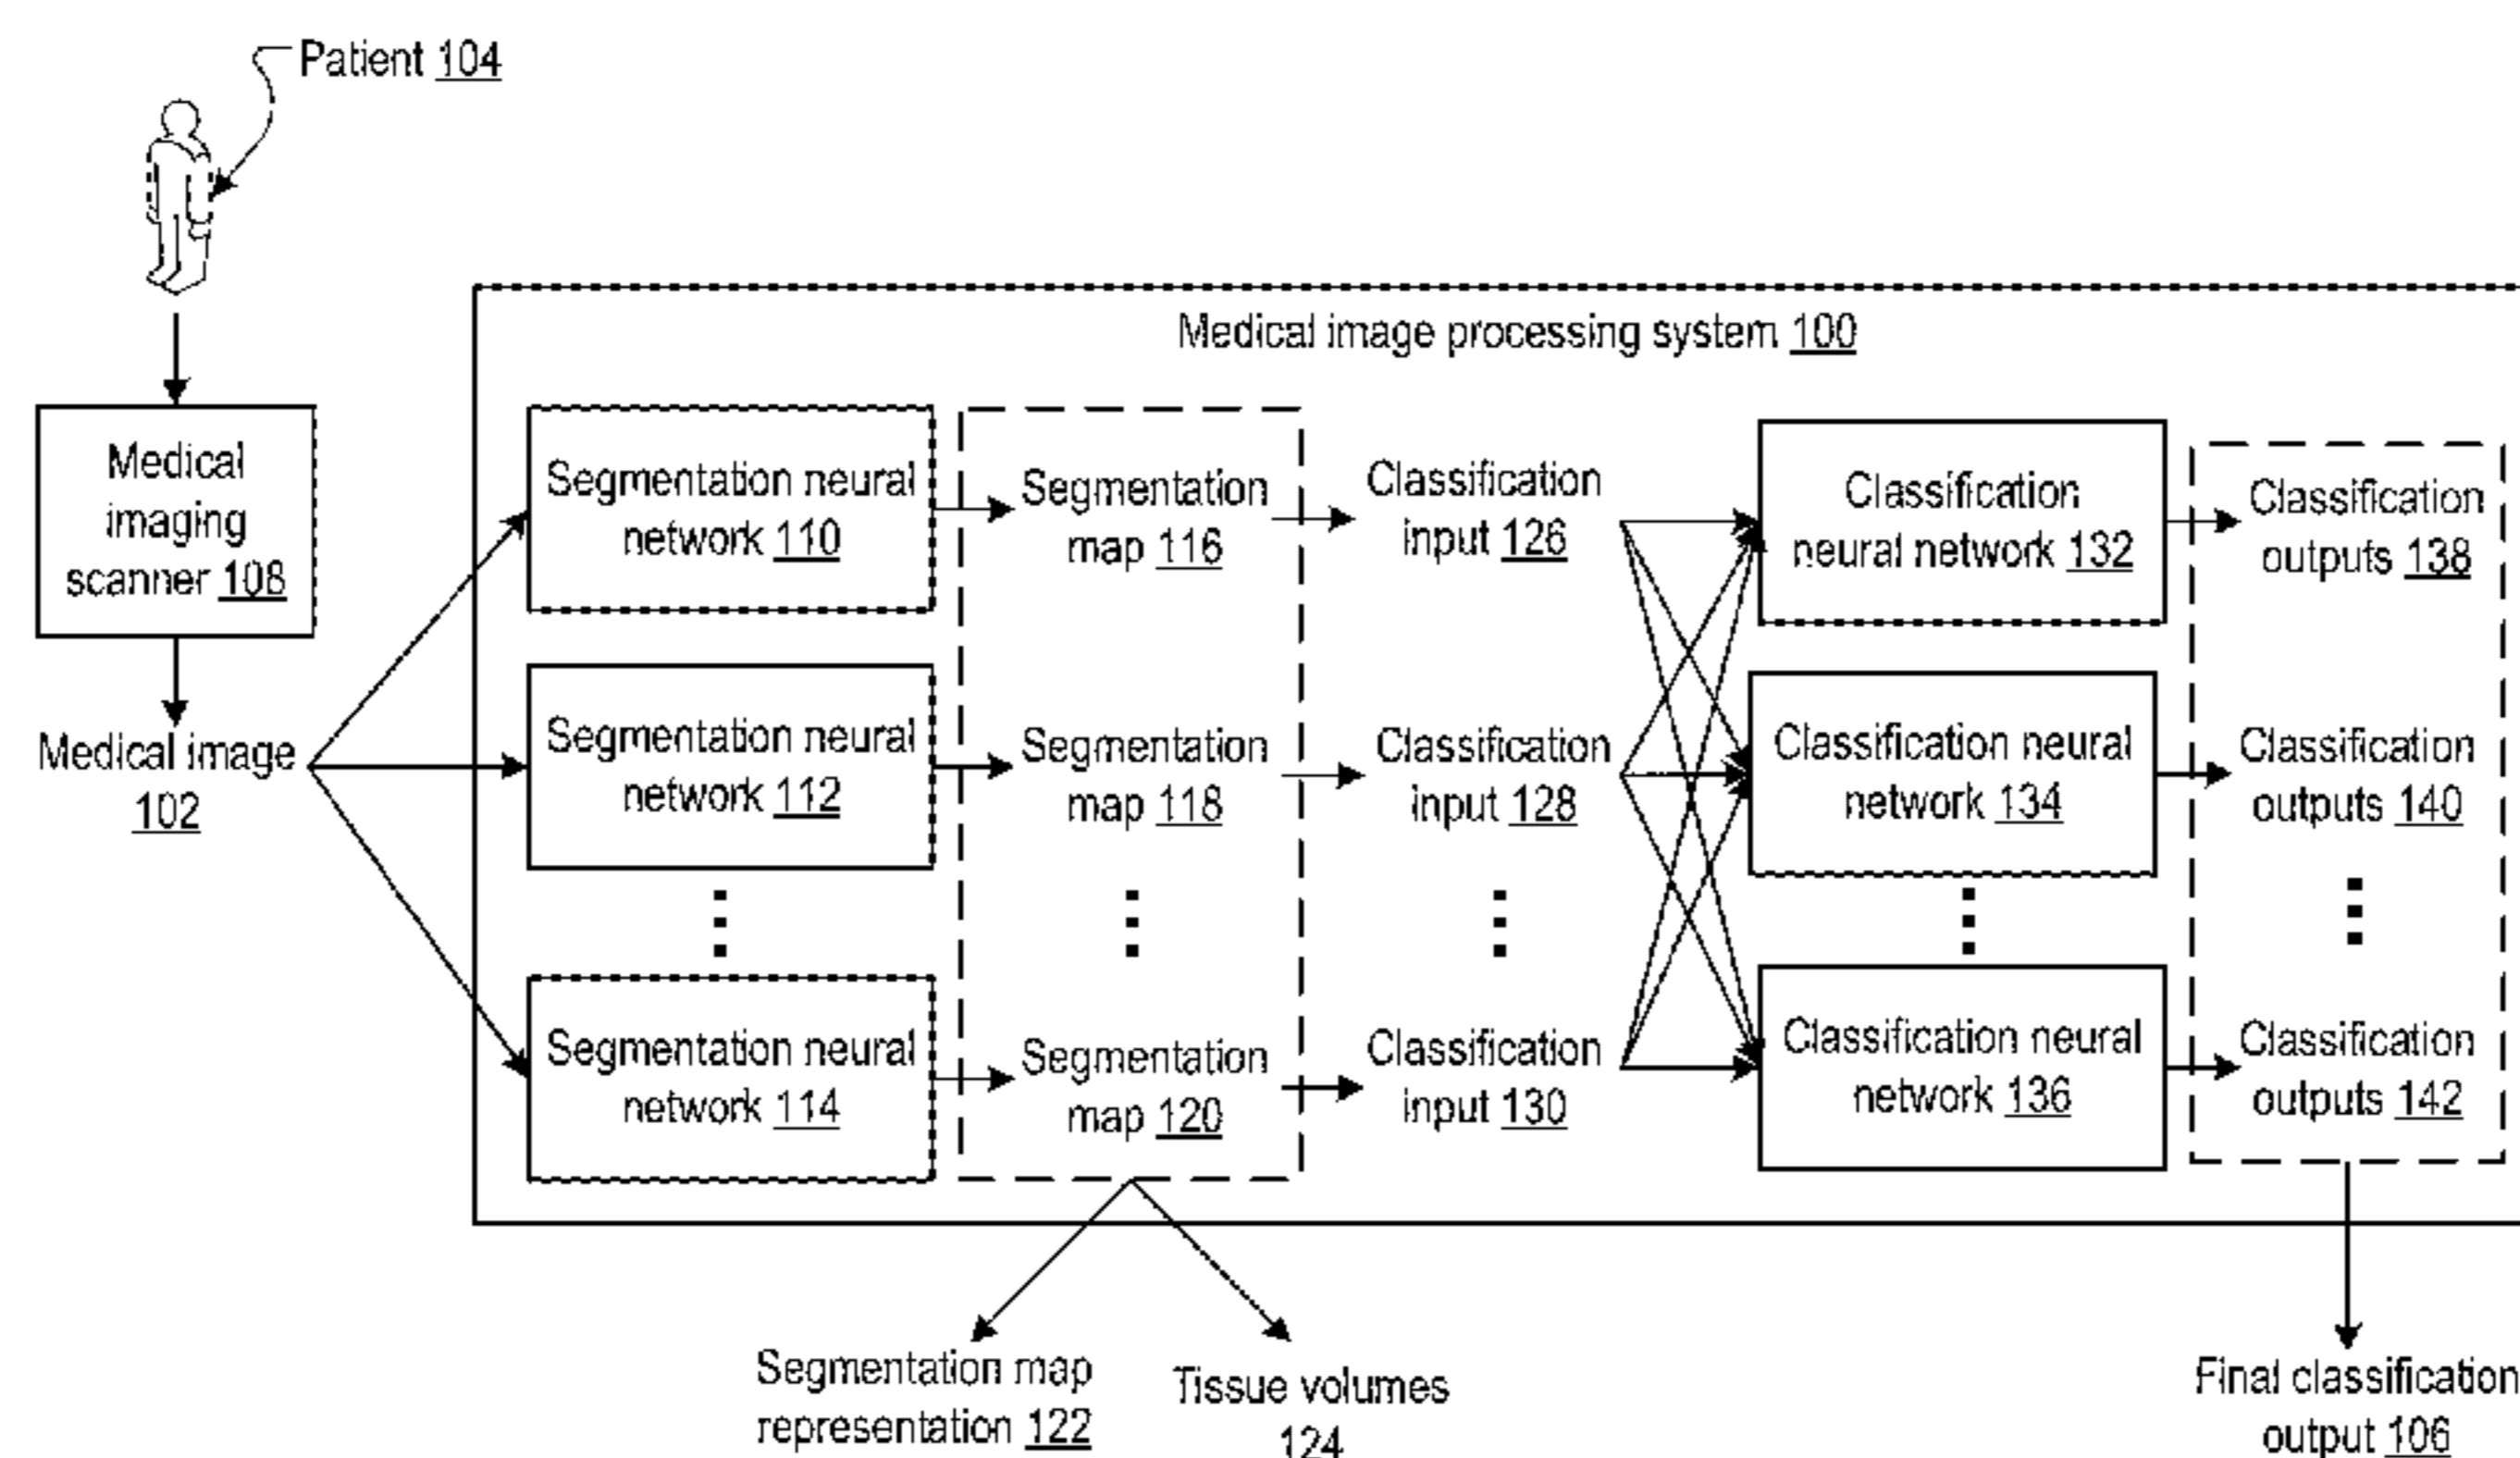 Patient 104
Medical image processing system 100
Medical
imaging
scanner 108
Medical image
102
Segmentation neural
network 110
Segmentation
map 116
Classification
input 126
Classification
neural network 132
Classification
outputs 138
Segmentation neural
network 112
Segmentation
map 118
Classification
input 128
Classification neural
network 134
Classification
outputs 140
Segmentation neural
network 114
Segmentation
map 120
Classification
input 130
Classification neural
network 136
Classification
outputs 142
Segmentation map
representation 122
Tissue volumes
124
Final classification
output 106